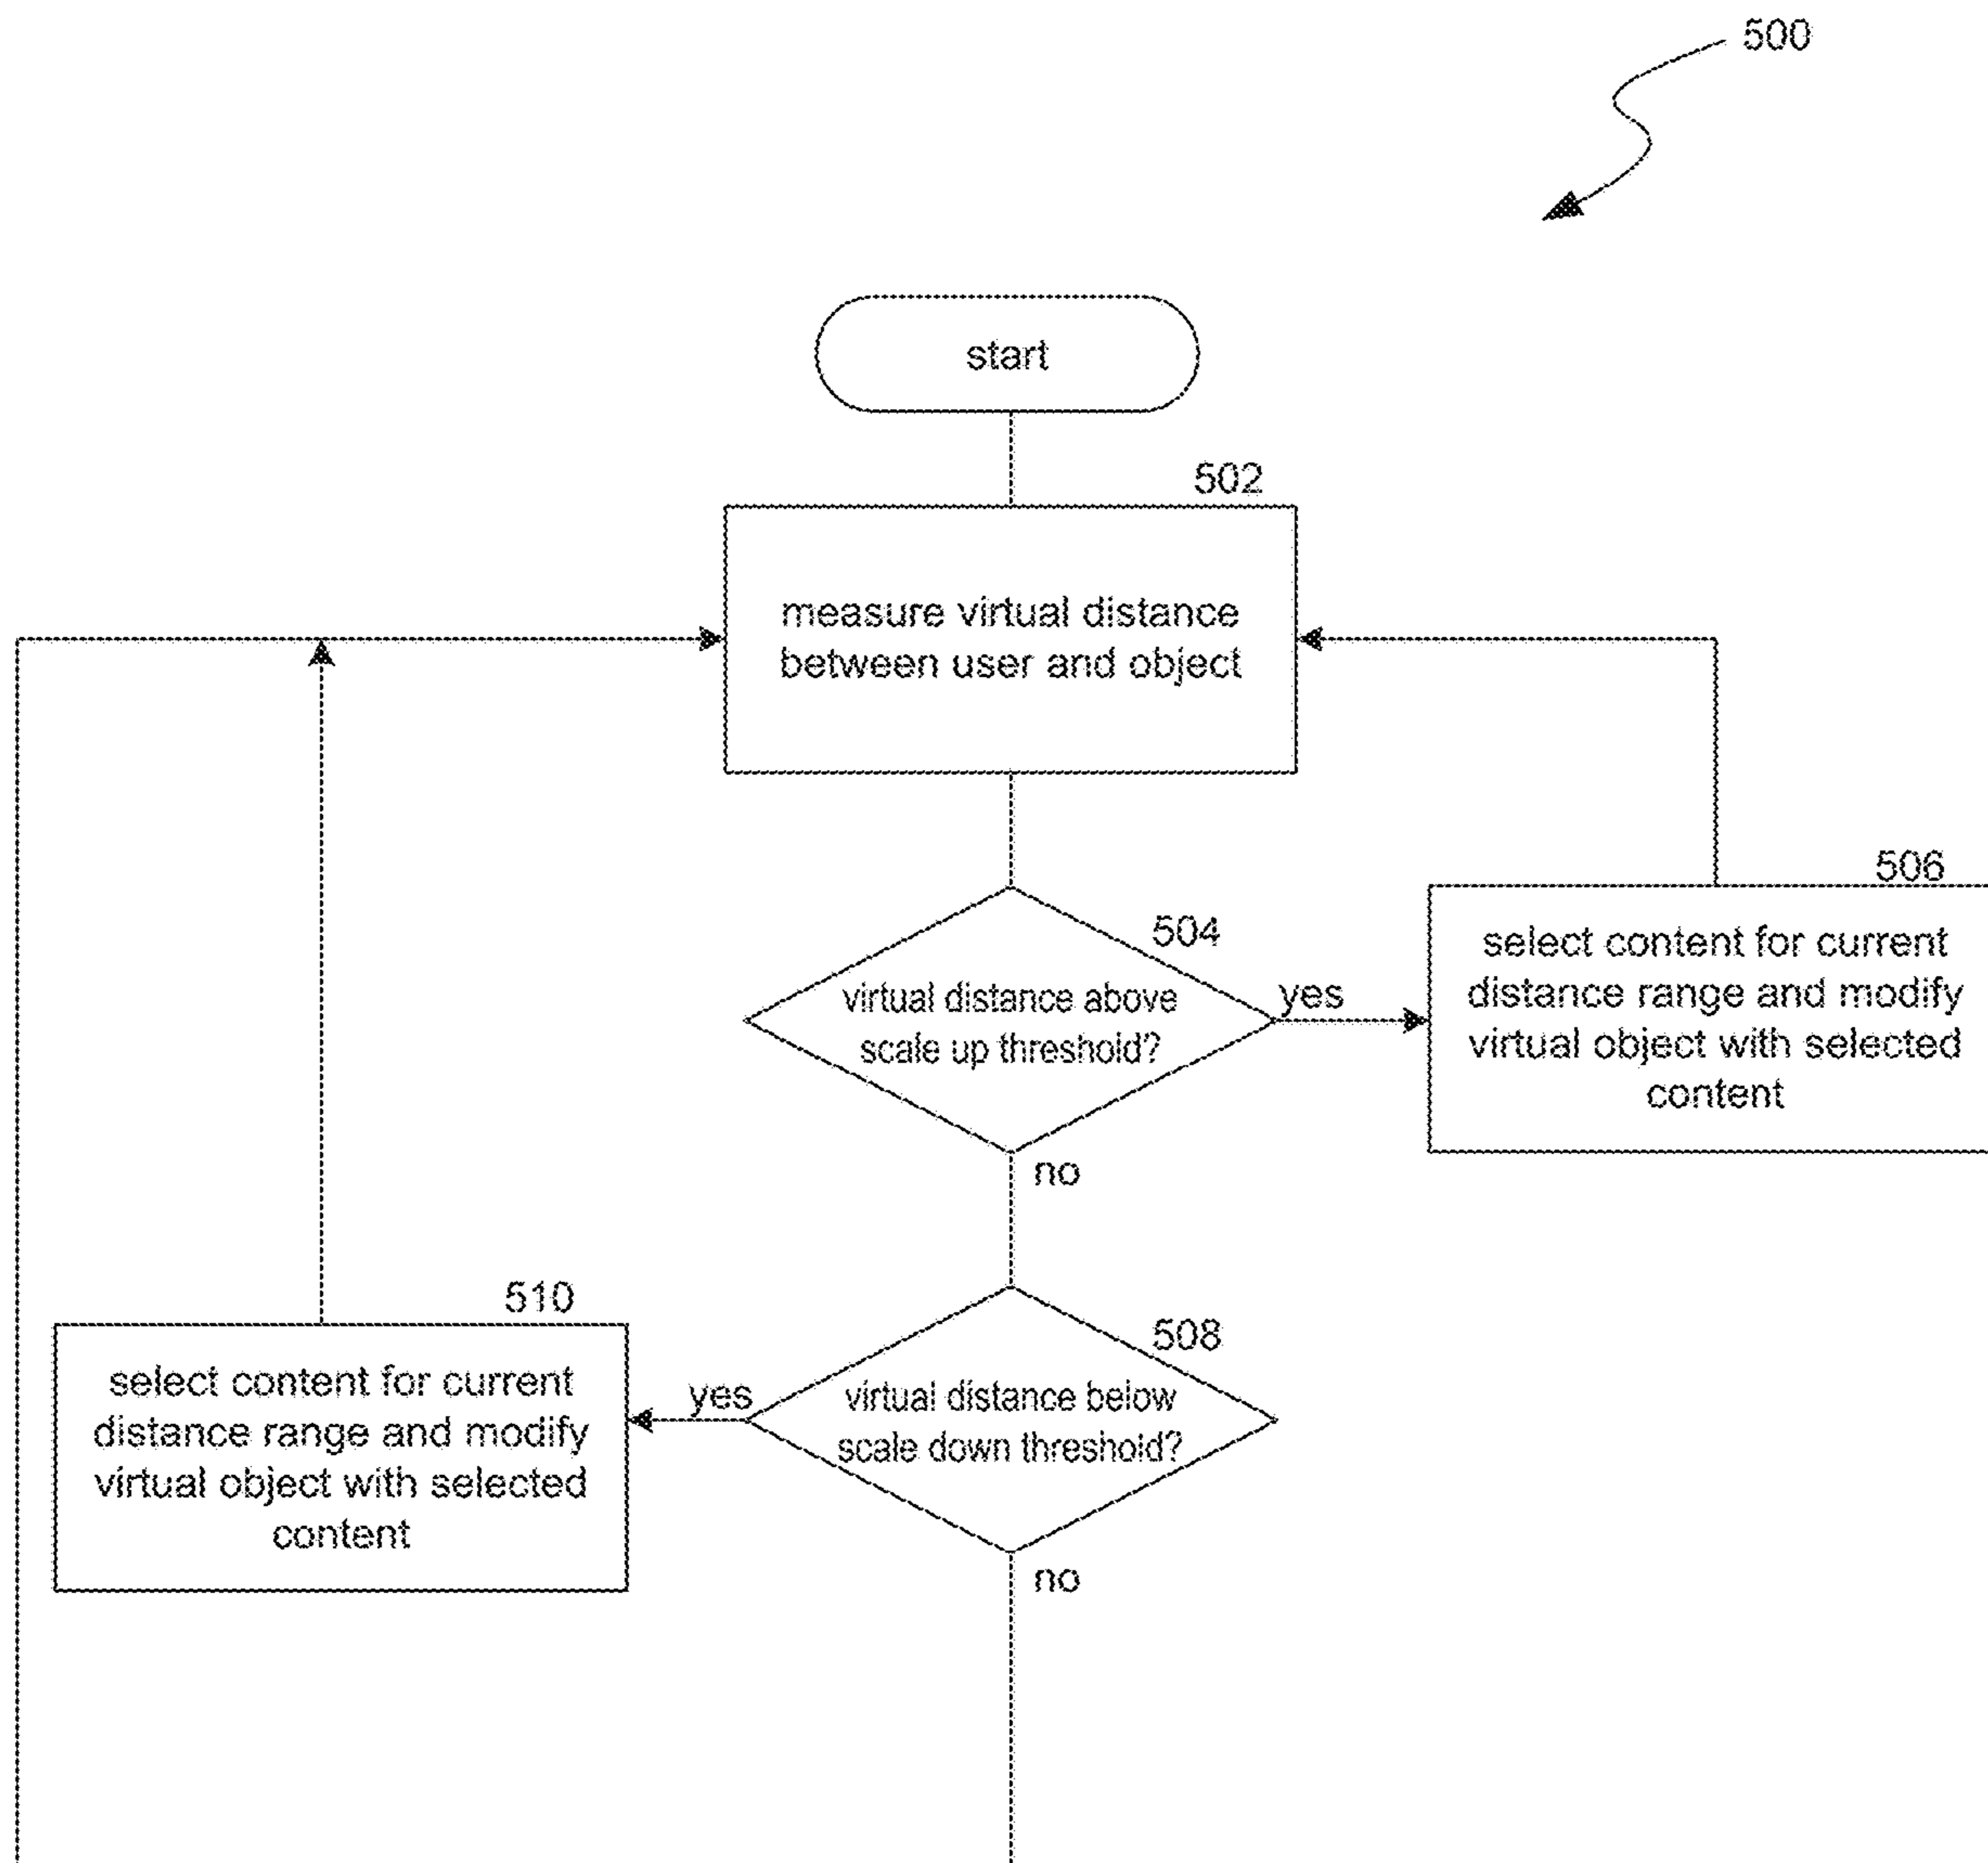 500
start
502
measure virtual distance
between user and object
504
virtual distance above
scale up threshold?
yes
506
select content for current
distance range and modify
virtual object with selected
content
no
508
virtual distance below
scale down threshold?
yes
510
select content for current
distance range and modify
virtual object with selected
content
no